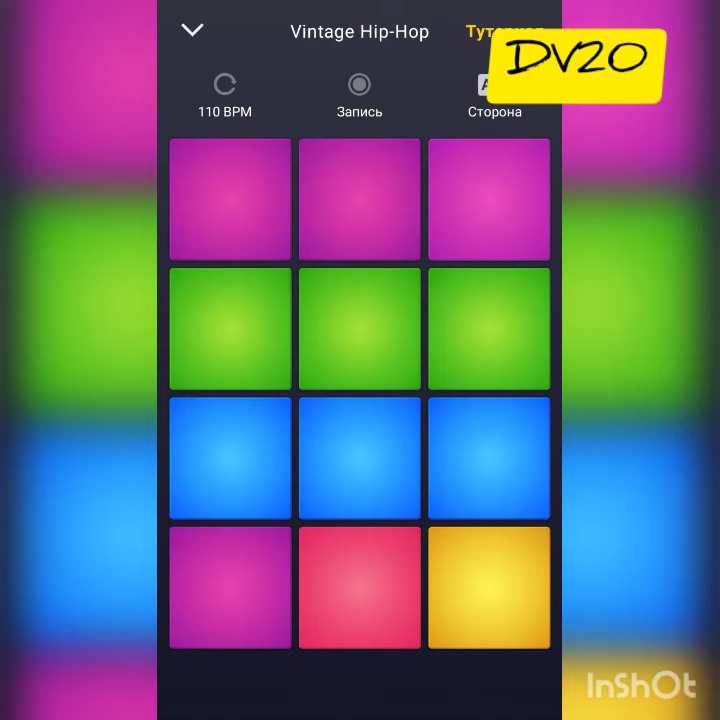 Vintage Hip-Hop
DV20
110 BPM
Запись
Сторона
InShOt